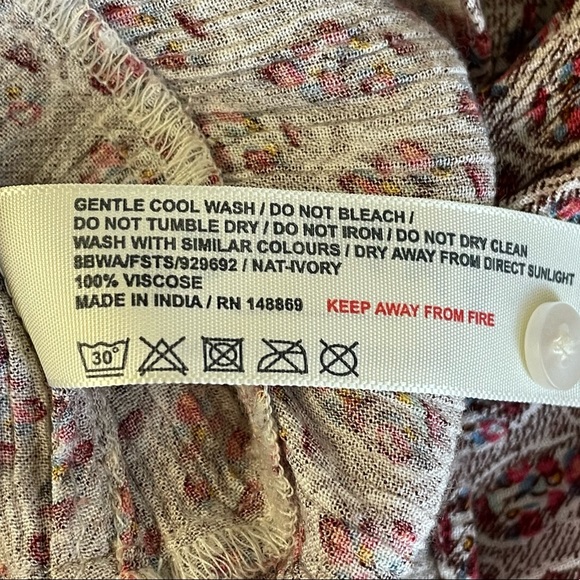 GENTLE COOL WASH / DO NOT BLEACH /
DO NOT TUMBLE DRY / DO NOT IRON / DO NOT DRY CLEAN
WASH WITH SIMILAR COLOURS / DRY AWAY FROM DIRECT SUNLIGHT
8BWA/FSTS/929692 / NAT-IVORY
100% VISCOSE
MADE IN INDIA / RN 148869 KEEP AWAY FROM FIRE
30°